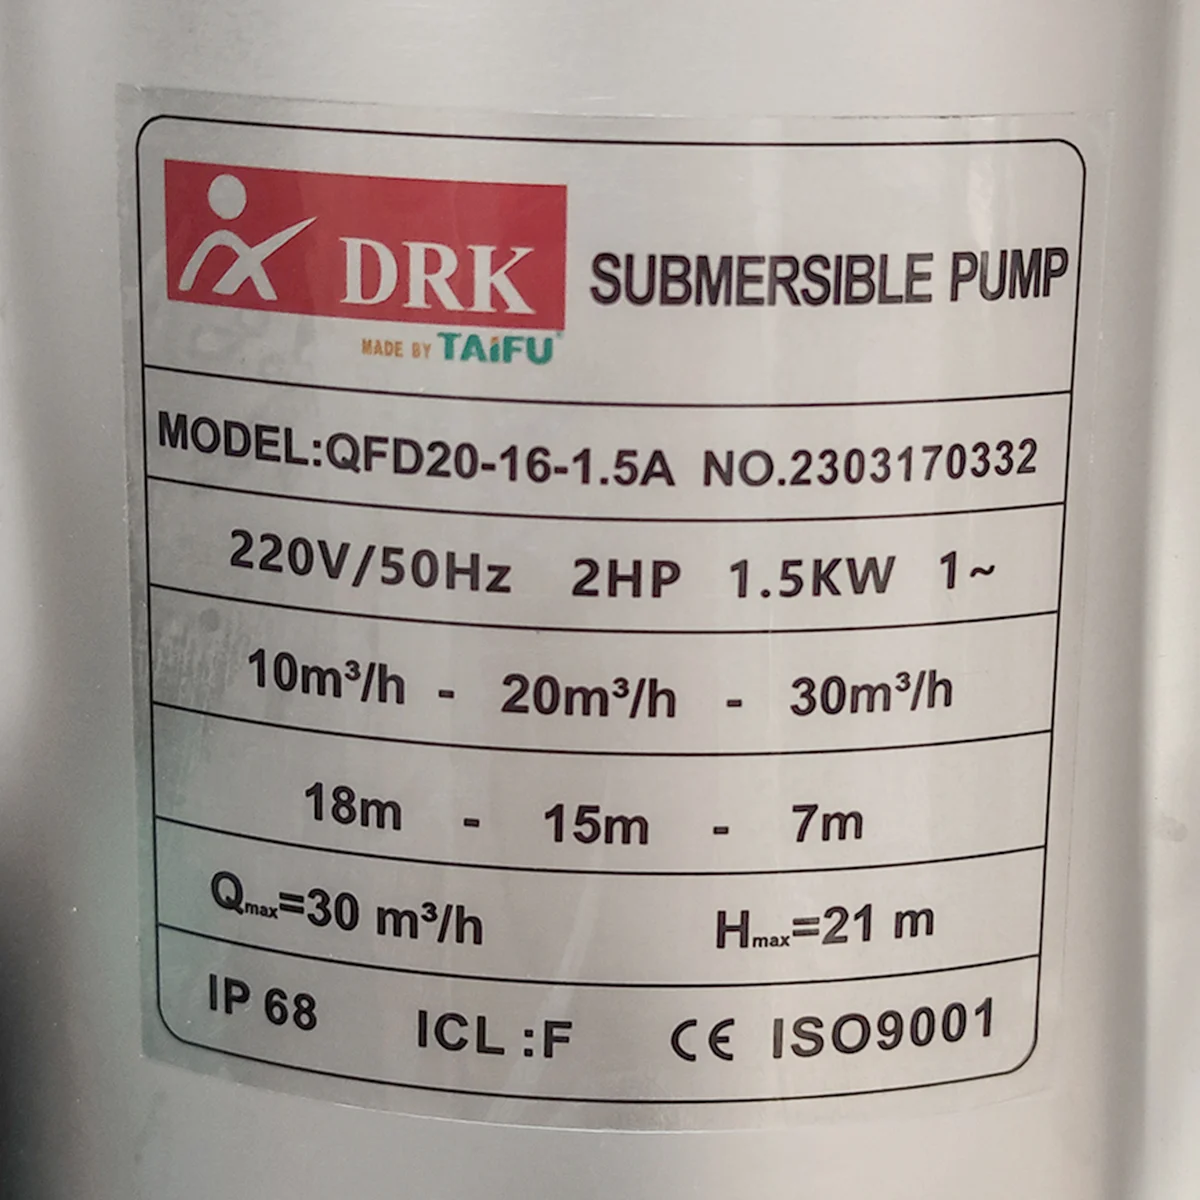 DRK
MADE BY TAiFU
SUBMERSIBLE PUMP
MODEL:QFD20-16-1.5A NO.2303170332
220V/50Hz 2HP 1.5KW 1~
10m³/h - 20m³/h - 30m³/h
18m - 15m - 7m
Qmax=30 m³/h Hmax=21 m
IP 68 ICL :F CE ISO9001